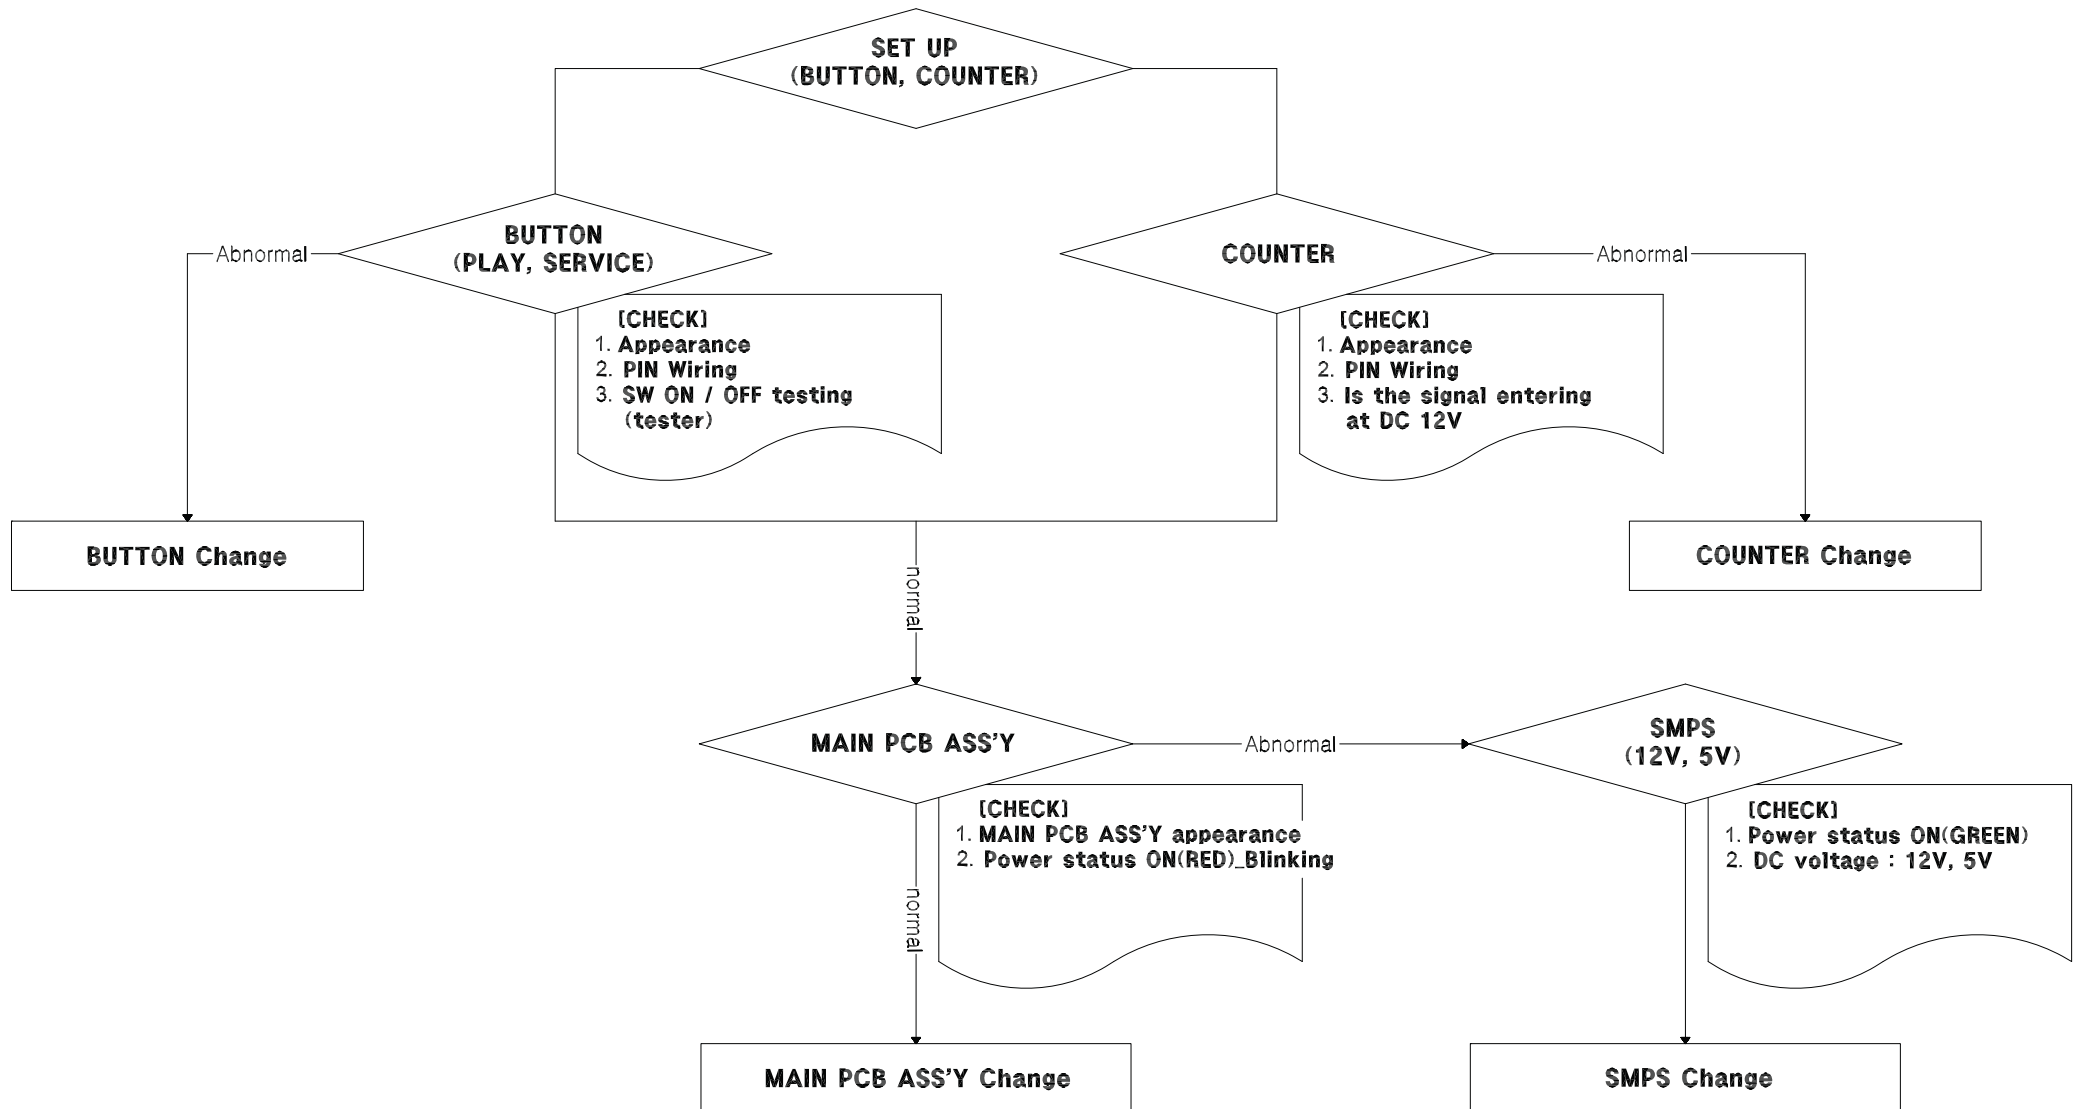 SET UP
(BUTTON, COUNTER)
BUTTON
(PLAY, SERVICE)
Abnormal
[CHECK]
1. Appearance
2. PIN Wiring
3. SW ON / OFF testing
(tester)
BUTTON Change
COUNTER
Abnormal
[CHECK]
1. Appearance
2. PIN Wiring
3. Is the signal entering
at DC 12V
COUNTER Change
normal
MAIN PCB ASS'Y
Abnormal
[CHECK]
1. MAIN PCB ASS'Y appearance
2. Power status ON(RED)_Blinking
normal
MAIN PCB ASS'Y Change
SMPS
(12V, 5V)
[CHECK]
1. Power status ON(GREEN)
2. DC voltage : 12V, 5V
SMPS Change